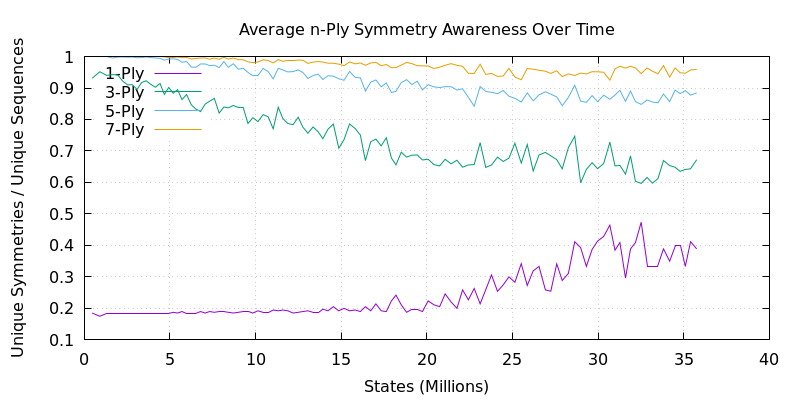 Average n-Ply Symmetry Awareness Over Time
Unique Symmetries / Unique Sequences
1
0.9
0.8
0.7
0.6
0.5
0.4
0.3
0.2
0.1
1-Ply
3-Ply
5-Ply
7-Ply
0 5 10 15 20 25 30 35 40
States (Millions)